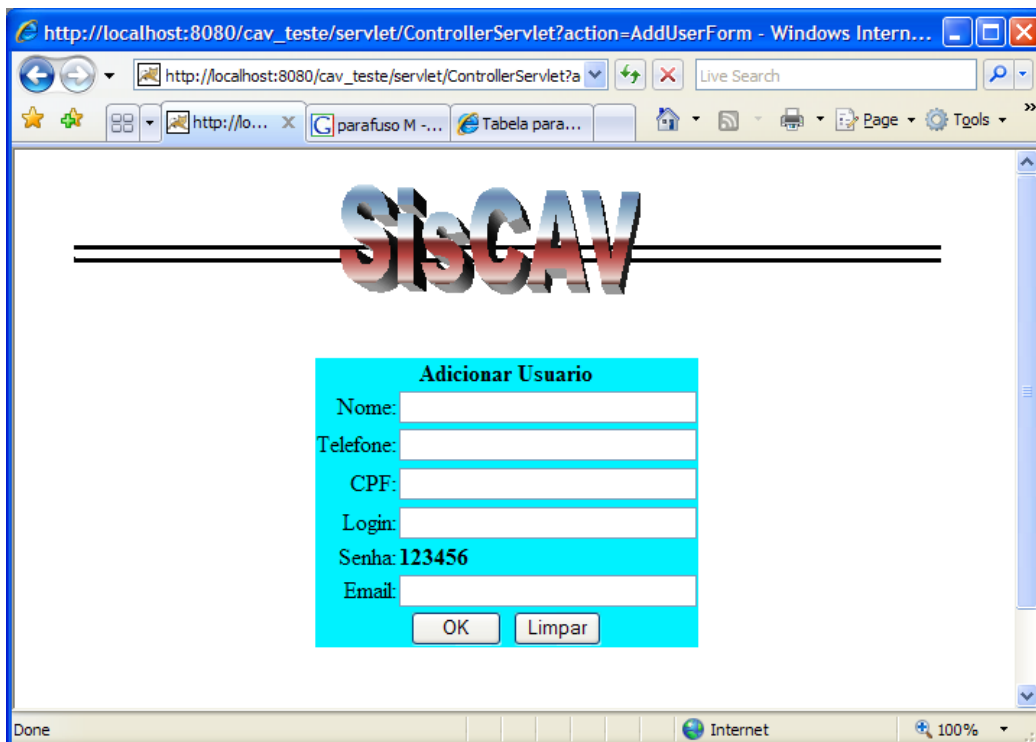 http://localhost:8080/cav_teste/servlet/ControllerServlet?action=AddUserForm - Windows Intern...
http://localhost:8080/cav_teste/servlet/ControllerServlet?a
Live Search
http://lo...
parafuso M -...
Tabela para...
Page
Tools
SisCAV
Adicionar Usuario
Nome:
Telefone:
CPF:
Login:
Senha: 123456
Email:
OK Limpar
Done Internet 100%